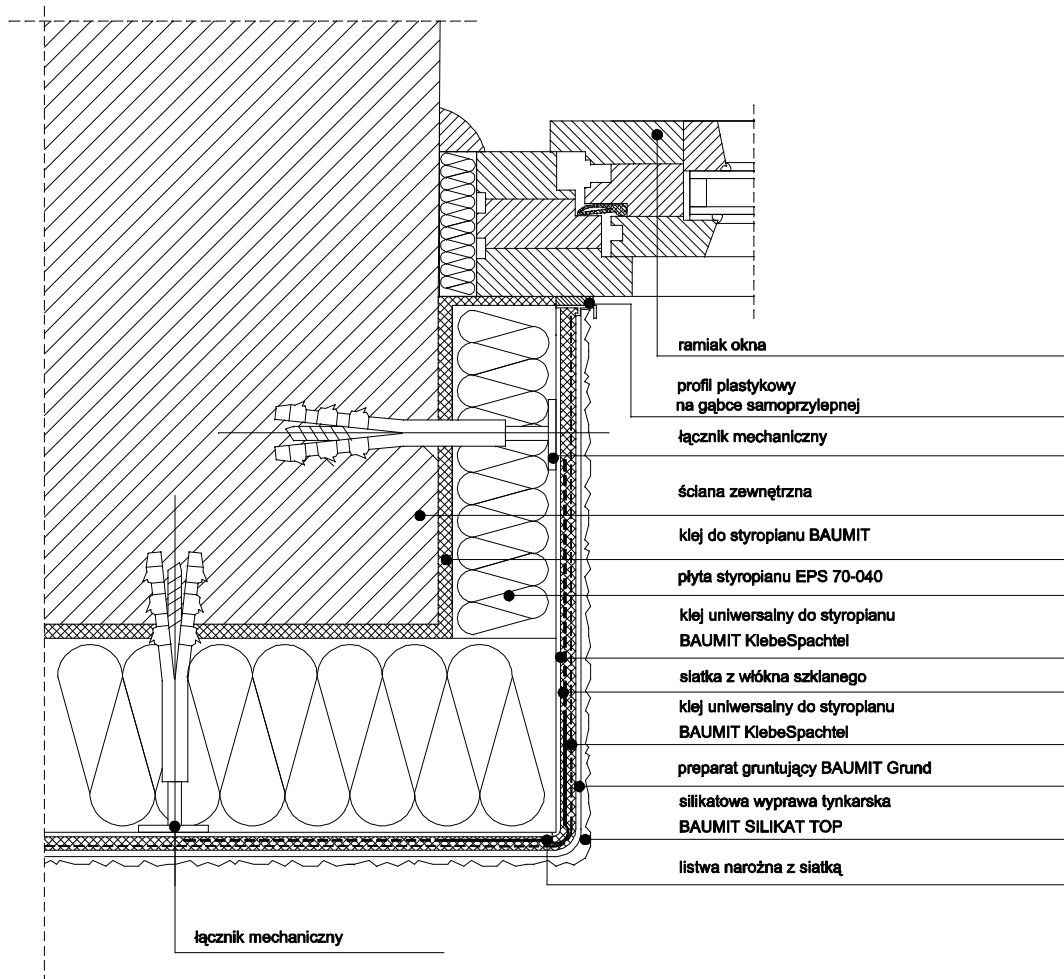 ramiak okna
profil plastykowy
na gąbce samoprzylepnej
łącznik mechaniczny
ściana zewnętrzna
klej do styropianu BAUMIT
płyta styropianu EPS 70-040
klej uniwersalny do styropianu
BAUMIT KlebeSpachtel
siatka z włókna szklanego
klej uniwersalny do styropianu
BAUMIT KlebeSpachtel
preparat gruntujący BAUMIT Grund
silikatowa wyprawa tynkarska
BAUMIT SILIKAT TOP
listwa narożna z siatką
łącznik mechaniczny